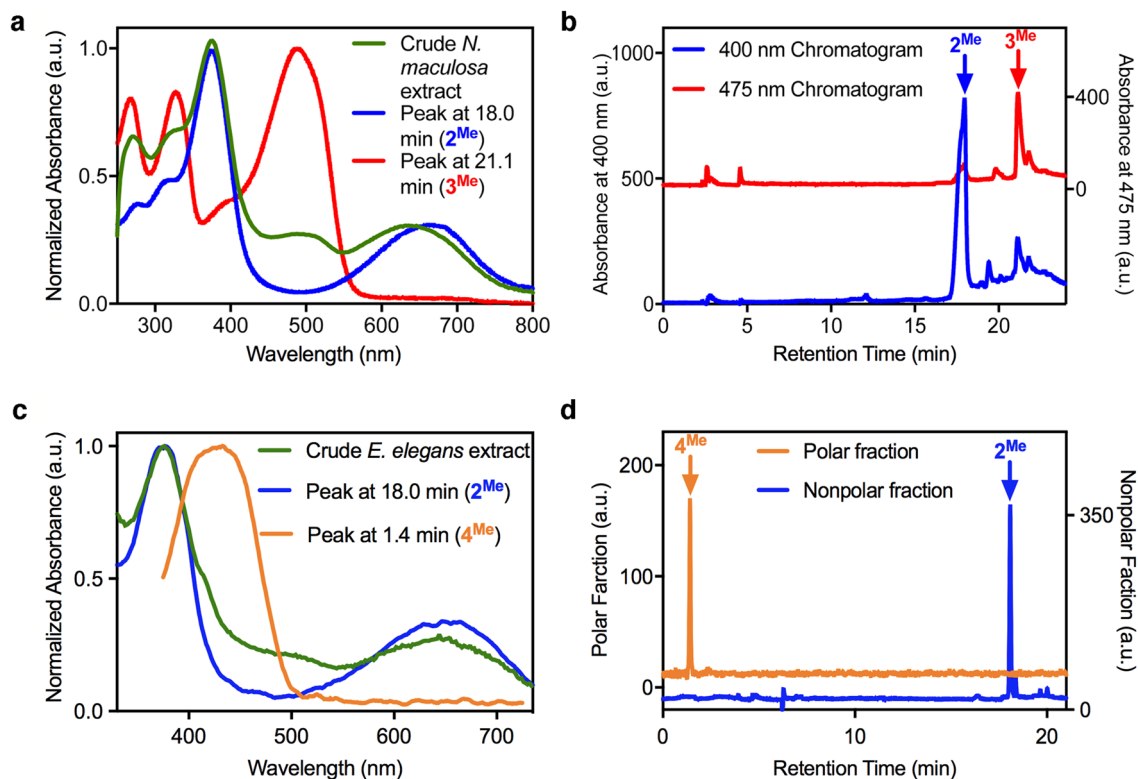 a
Normalized Absorbance (a.u.)
1.0
0.5
0.0
300
400
500
600
700
800
Wavelength (nm)
Crude N.
maculosa
extract
Peak at 18.0
min (2Me)
Peak at 21.1
min (3Me)
b
Absorbance at 400 nm (a.u.)
1000
500
0
0
5
10
15
20
Retention Time (min)
400 nm Chromatogram
475 nm Chromatogram
2Me
3Me
400
0
Absorbance at 475 nm (a.u.)
c
Normalized Absorbance (a.u.)
1.0
0.5
0.0
400
500
600
700
Wavelength (nm)
Crude E. elegans extract
Peak at 18.0 min (2Me)
Peak at 1.4 min (4Me)
d
Polar Farction (a.u.)
200
100
0
0
10
20
Retention Time (min)
4Me
Polar fraction
Nonpolar fraction
2Me
350
0
Nonpolar Fraction (a.u.)